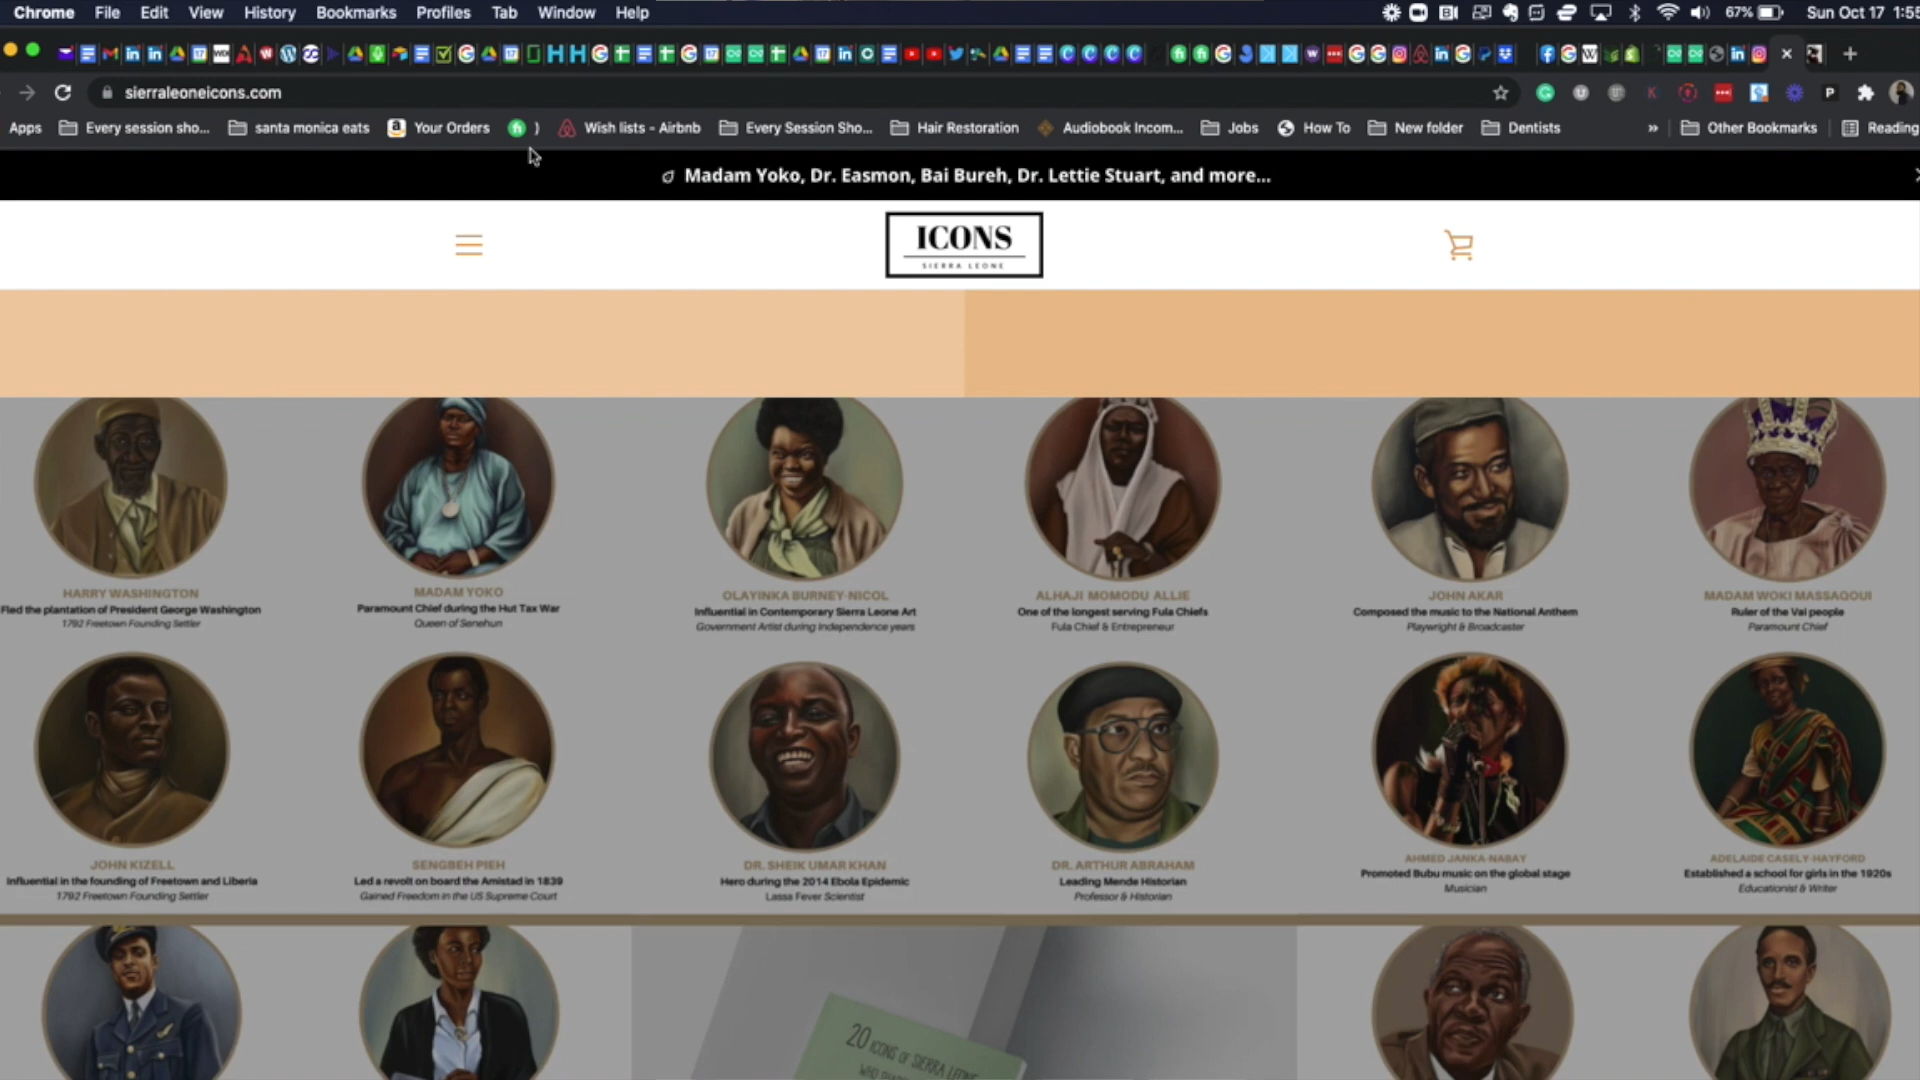 Chrome File Edit View History Bookmarks Profiles Tab Window Help 67% Sun Oct 17 1:55
sierraleoneicons.com
Apps Every session sho... santa monica eats Your Orders ) Wish lists - Airbnb Every Session Sho... Hair Restoration Audiobook Incom... Jobs How To New folder Dentists » Other Bookmarks Reading
Madam Yoko, Dr. Easmon, Bai Bureh, Dr. Lettie Stuart, and more...
ICONS
SIERRA LEONE
HARRY WASHINGTON
Fled the plantation of President George Washington
1792 Freetown Founding Settler
MADAM YOKO
Paramount Chief during the Hut Tax War
Queen of Senehun
OLAYINKA BURNEY-NICOL
Influential in Contemporary Sierra Leone Art
Government Artist during Independence years
ALHAJI MOMODU ALLIE
One of the longest serving Fula Chiefs
Fula Chief & Entrepreneur
JOHN AKAR
Composed the music to the National Anthem
Playwright & Broadcaster
MADAM WOKI MASSAQOUI
Ruler of the Vai people
Paramount Chief
JOHN KIZELL
Influential in the founding of Freetown and Liberia
1792 Freetown Founding Settler
SENGBEH PIEH
Led a revolt on board the Amistad in 1839
Gained Freedom in the US Supreme Court
DR. SHEIK UMAR KHAN
Hero during the 2014 Ebola Epidemic
Lassa Fever Scientist
DR. ARTHUR ABRAHAM
Leading Mende Historian
Professor & Historian
AHMED JANKA-NABAY
Promoted Bubu music on the global stage
Musician
ADELAIDE CASELY-HAYFORD
Established a school for girls in the 1920s
Educationist & Writer
20 ICONS OF SIERRA LEONE
WHO